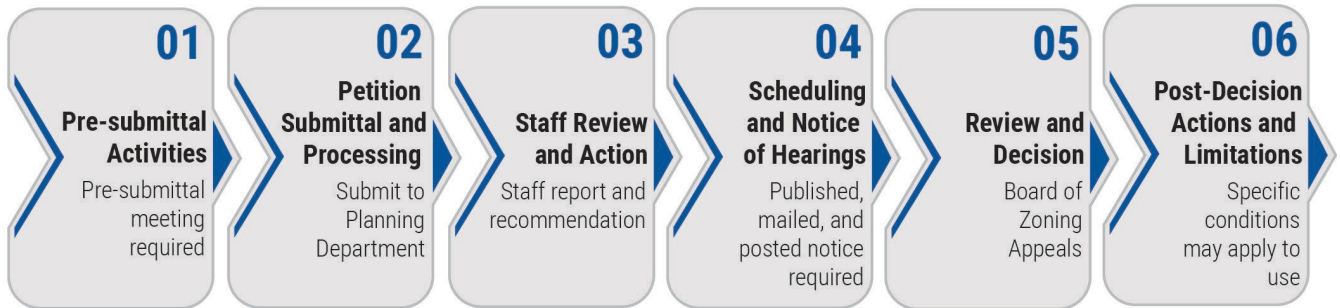 01
Pre-submittal
Activities
Pre-submittal
meeting
required
02
Petition
Submittal and
Processing
Submit to
Planning
Department
03
Staff Review
and Action
Staff report and
recommendation
04
Scheduling
and Notice
of Hearings
Published,
mailed, and
posted notice
required
05
Review and
Decision
Board of
Zoning
Appeals
06
Post-Decision
Actions and
Limitations
Specific
conditions
may apply to
use